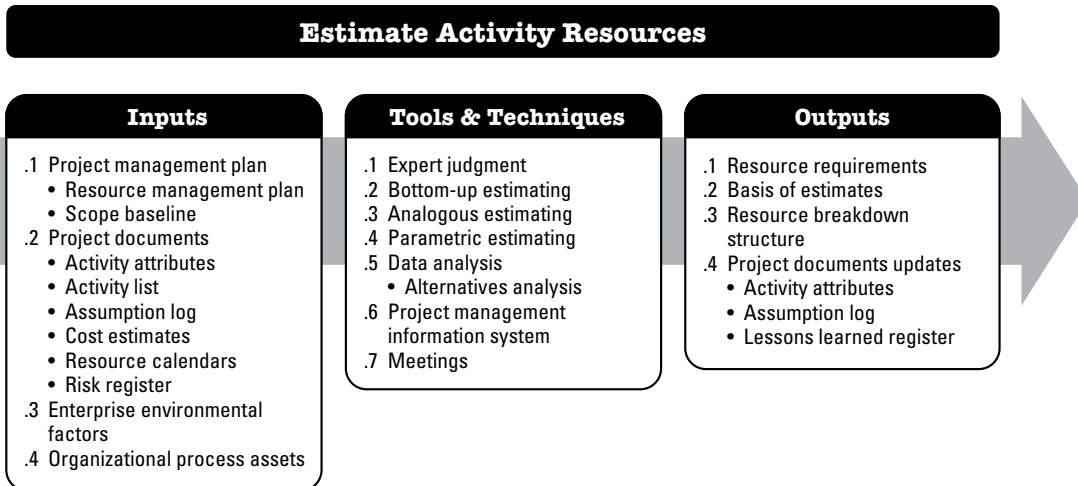 Estimate Activity Resources
Inputs
.1 Project management plan
• Resource management plan
• Scope baseline
.2 Project documents
• Activity attributes
• Activity list
• Assumption log
• Cost estimates
• Resource calendars
• Risk register
.3 Enterprise environmental
factors
.4 Organizational process assets
Tools & Techniques
.1 Expert judgment
.2 Bottom-up estimating
.3 Analogous estimating
.4 Parametric estimating
.5 Data analysis
• Alternatives analysis
.6 Project management
information system
.7 Meetings
Outputs
.1 Resource requirements
.2 Basis of estimates
.3 Resource breakdown
structure
.4 Project documents updates
• Activity attributes
• Assumption log
• Lessons learned register